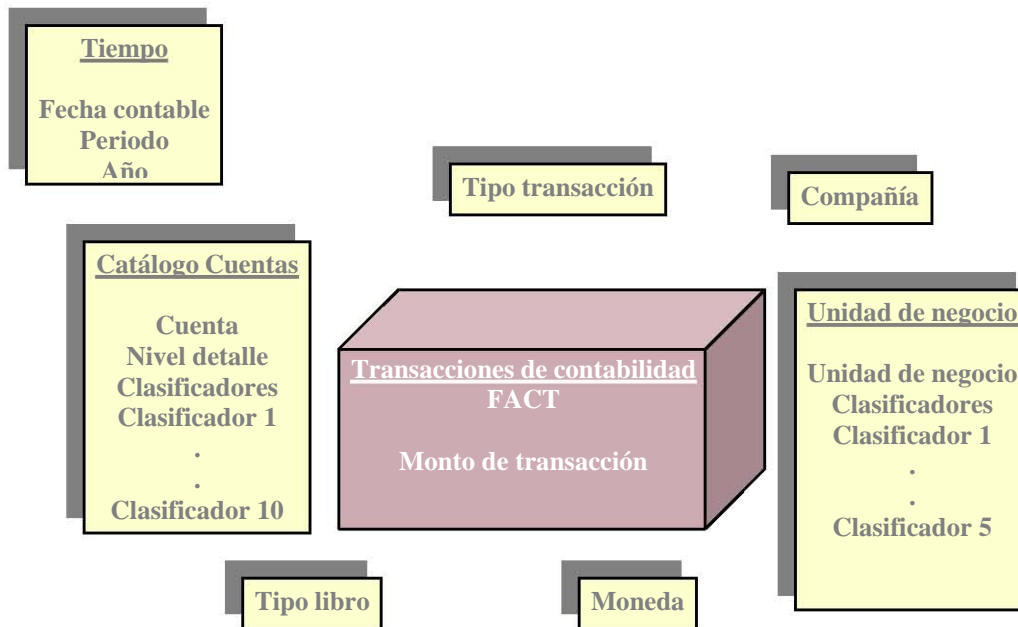 Tiempo
Fecha contable
Periodo
Año
Tipo transacción
Compañía
Catálogo Cuentas
Cuenta
Nivel detalle
Clasificadores
Clasificador 1
.
.
Clasificador 10
Transacciones de contabilidad
FACT
Monto de transacción
Unidad de negocio
Unidad de negocio
Clasificadores
Clasificador 1
.
.
Clasificador 5
Tipo libro
Moneda